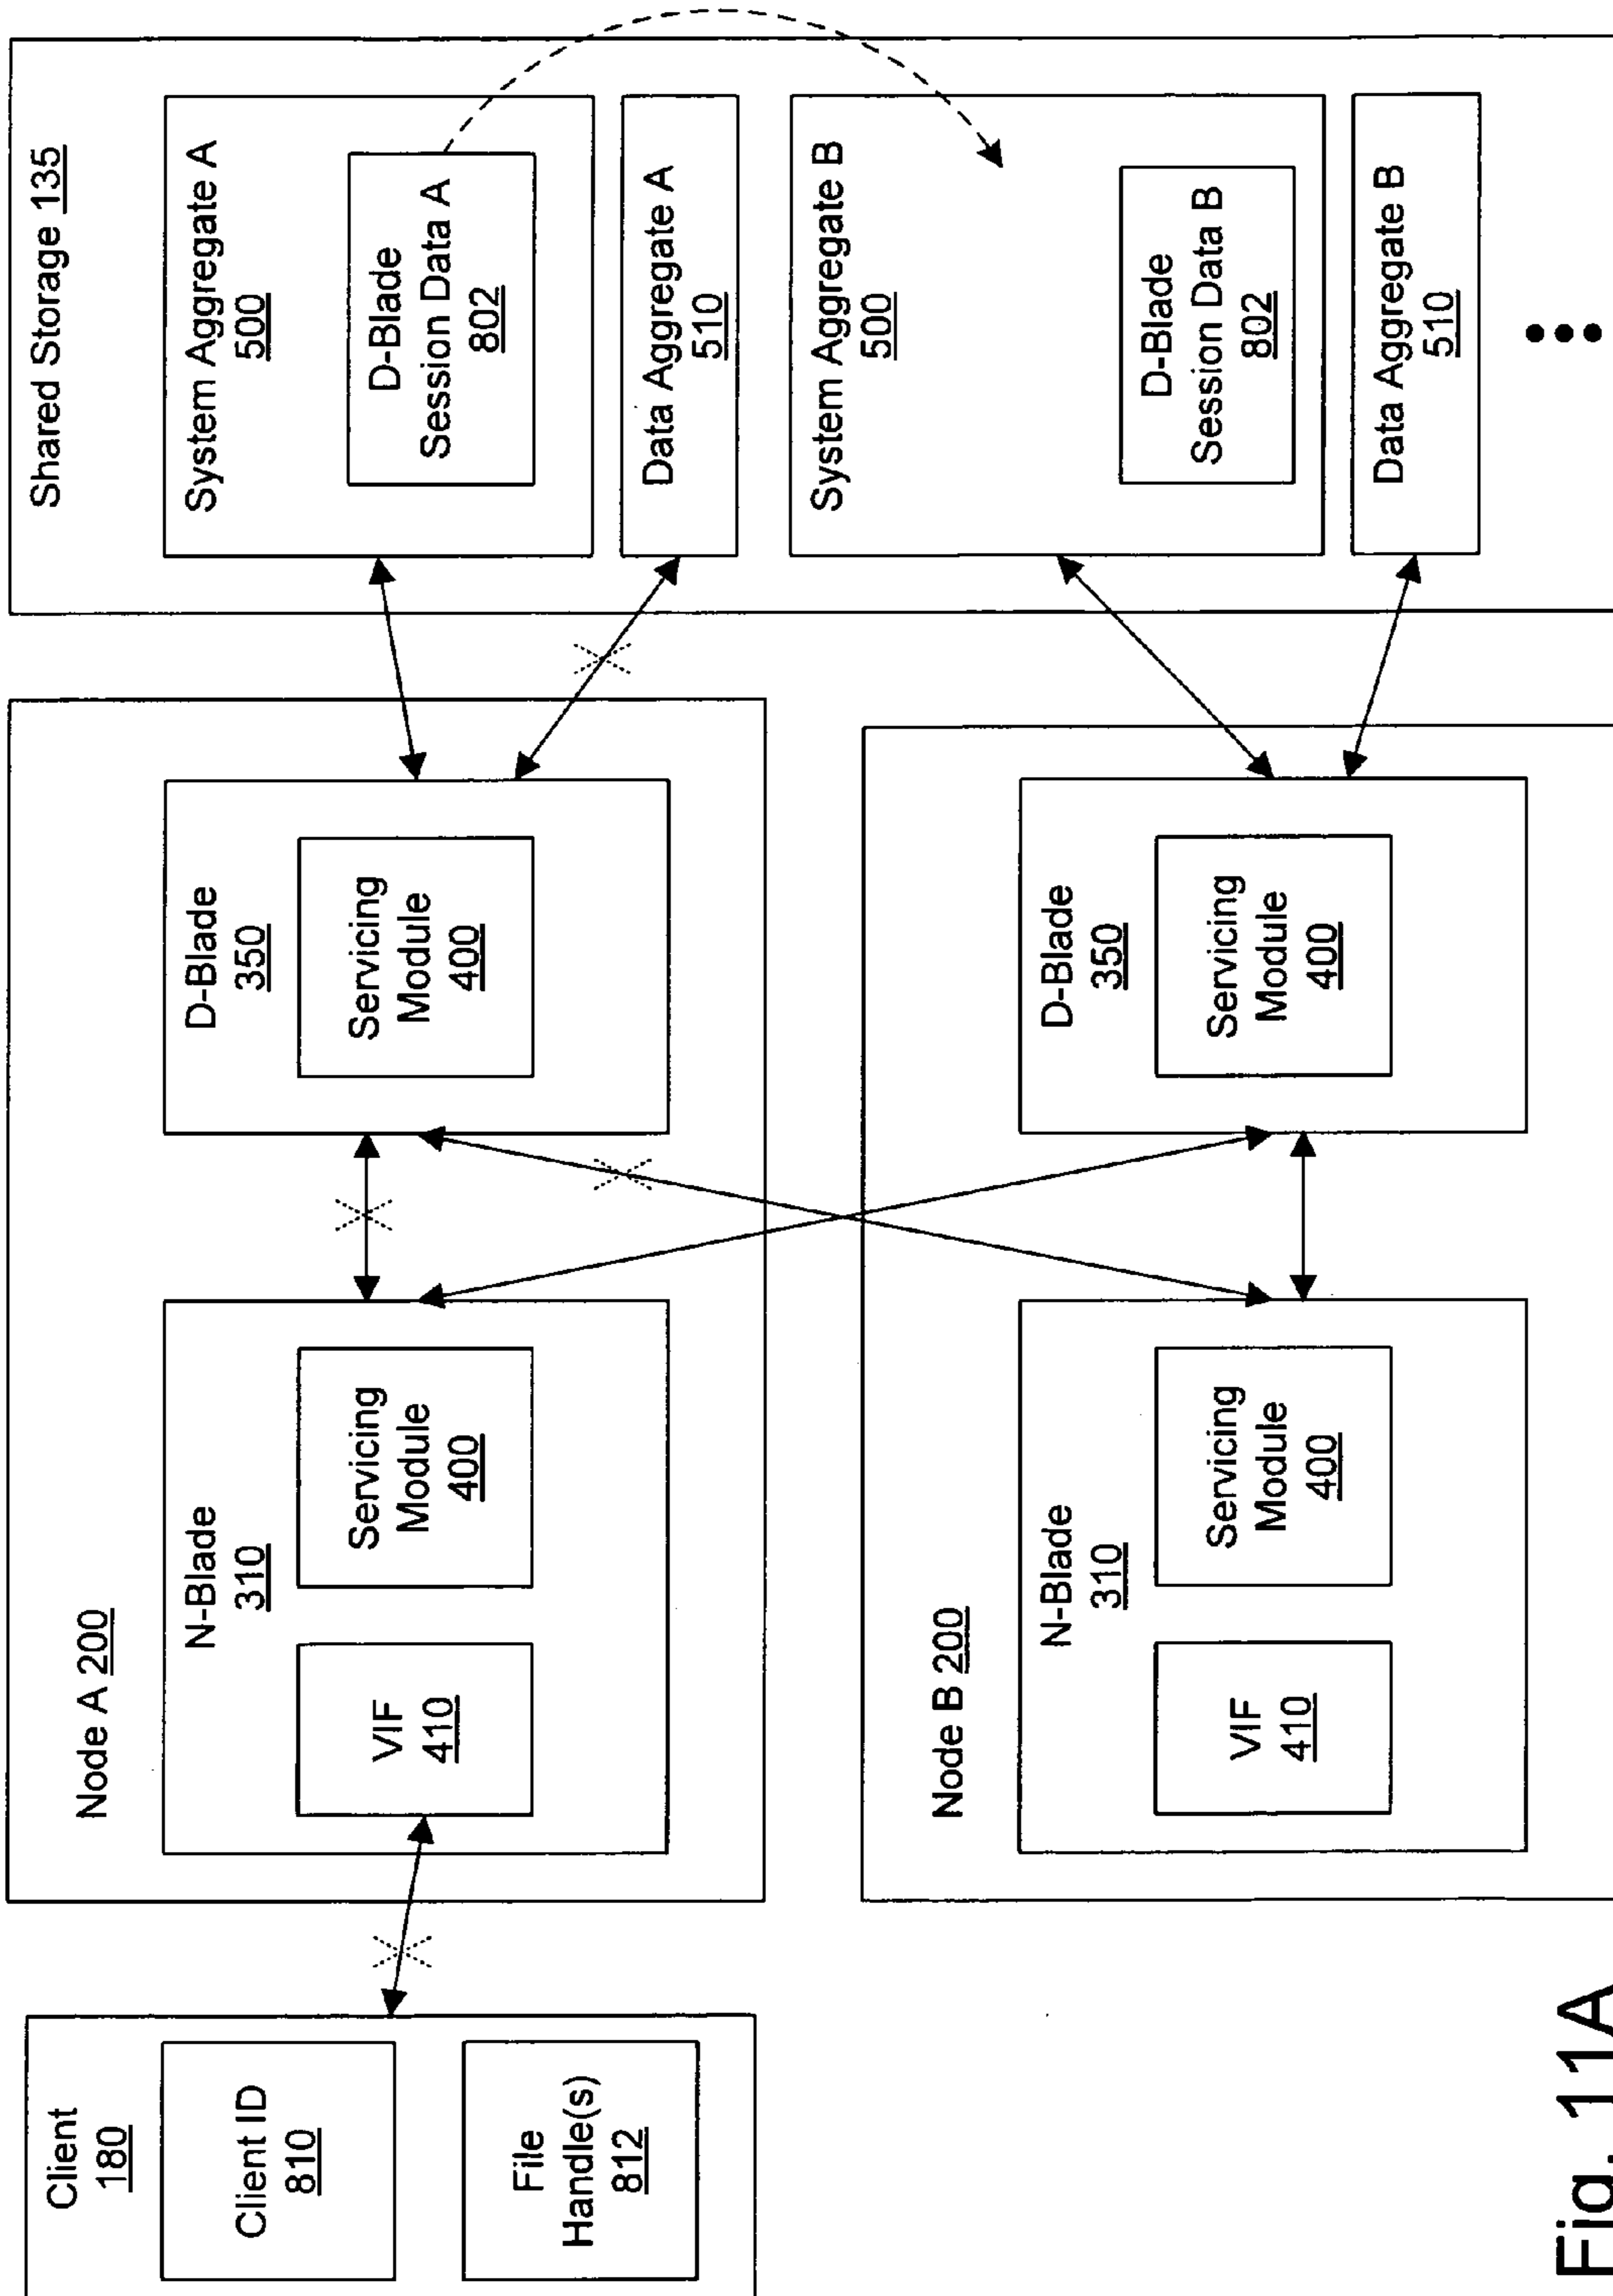 Client
180
Client ID
810
File
Handle(s)
812
Node A 200
N-Blade
310
VIF
410
Servicing
Module
400
D-Blade
350
Servicing
Module
400
Node B 200
N-Blade
310
VIF
410
Servicing
Module
400
D-Blade
350
Servicing
Module
400
Shared Storage 135
System Aggregate A
500
D-Blade
Session Data A
802
Data Aggregate A
510
System Aggregate B
500
D-Blade
Session Data B
802
Data Aggregate B
510
Fig. 11A